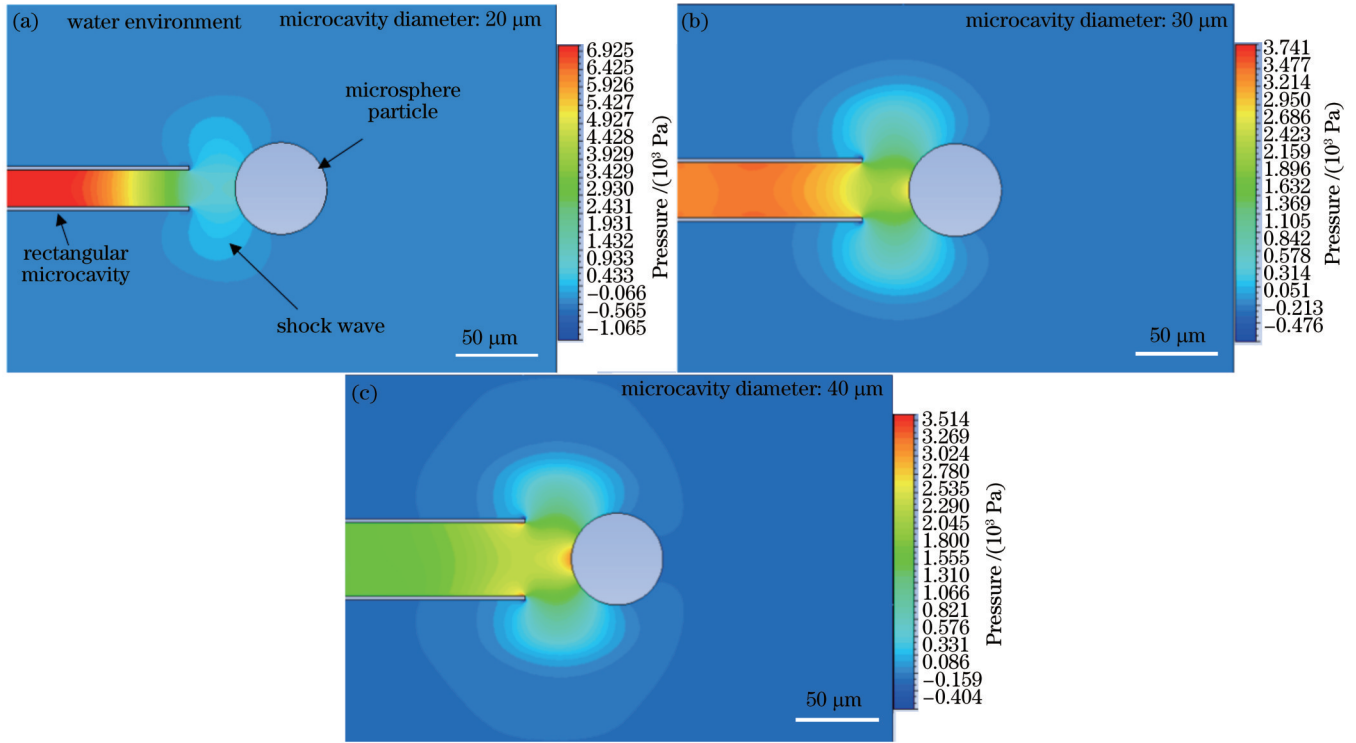 (a)
water environment
microcavity diameter: 20 μm
microsphere
particle
rectangular
microcavity
shock wave
50 μm
6.925
6.425
5.926
5.427
4.927
4.428
3.929
3.429
2.930
2.431
1.931
1.432
0.933
0.433
−0.066
−0.565
−1.065
Pressure /(10³ Pa)
(b)
microcavity diameter: 30 μm
50 μm
3.741
3.477
3.214
2.950
2.686
2.423
2.159
1.896
1.632
1.369
1.105
0.842
0.578
0.314
0.051
−0.213
−0.476
Pressure /(10³ Pa)
(c)
microcavity diameter: 40 μm
50 μm
3.514
3.269
3.024
2.780
2.535
2.290
2.045
1.800
1.555
1.310
1.066
0.821
0.576
0.331
0.086
−0.159
−0.404
Pressure /(10³ Pa)